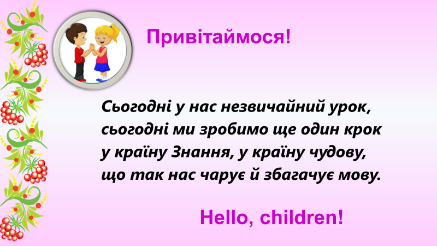 Привітаймося!
Сьогодні у нас незвичайний урок,
сьогодні ми зробимо ще один крок
у країну Знання, у країну чудову,
що так нас чарує й збагачує мову.
Hello, children!